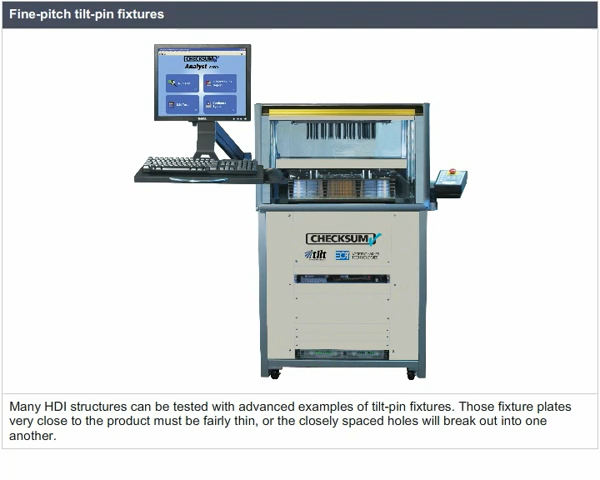 Fine-pitch tilt-pin fixtures
CHECKSUM
Analyst
CHECKSUM
tilt
Many HDI structures can be tested with advanced examples of tilt-pin fixtures. Those fixture plates
very close to the product must be fairly thin, or the closely spaced holes will break out into one
another.